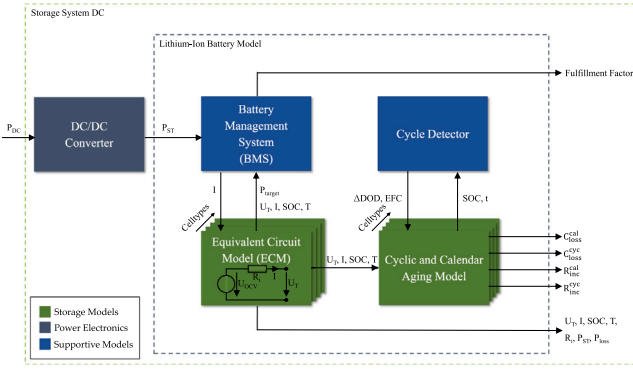 Storage System DC
Lithium-Ion Battery Model
Fulfillment Factor
P_DC
DC/DC
Converter
P_ST
Battery
Management
System
(BMS)
Cycle Detector
I
P_target
U_T, I, SOC, T
Celltypes
ΔDOD, EFC
SOC, t
Celltypes
Equivalent Circuit
Model (ECM)
R_i
I
U_OCV
U_T
U_T, I, SOC, T
Cyclic and Calendar
Aging Model
C_loss^cal
C_loss^cyc
R_inc^cal
R_inc^cyc
U_T, I, SOC, T,
R_i, P_ST, P_loss
Storage Models
Power Electronics
Supportive Models